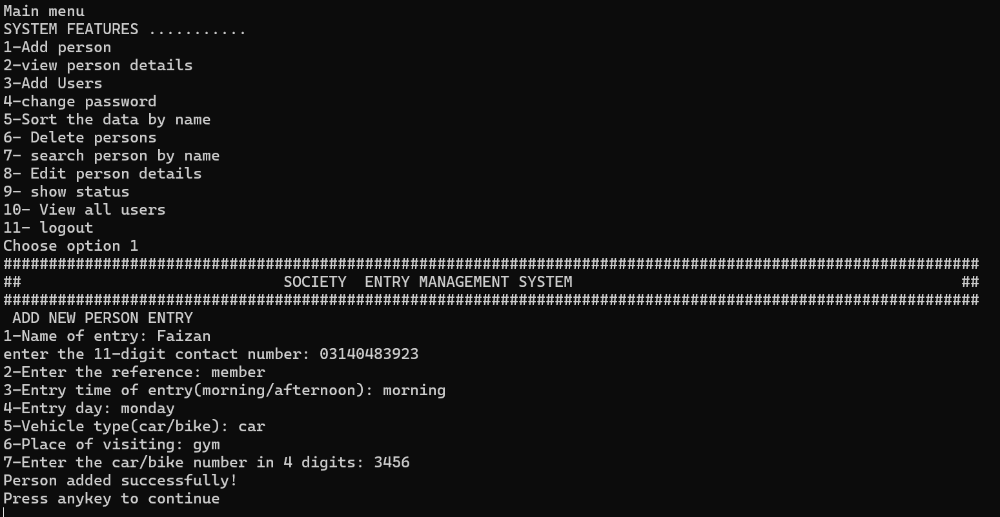 Main menu
SYSTEM FEATURES ...........
1-Add person
2-view person details
3-Add Users
4-change password
5-Sort the data by name
6- Delete persons
7- search person by name
8- Edit person details
9- show status
10- View all users
11- logout
Choose option 1
############################################################################################################
##                             SOCIETY  ENTRY MANAGEMENT SYSTEM                                           ##
############################################################################################################
 ADD NEW PERSON ENTRY
1-Name of entry: Faizan
enter the 11-digit contact number: 03140483923
2-Enter the reference: member
3-Entry time of entry(morning/afternoon): morning
4-Entry day: monday
5-Vehicle type(car/bike): car
6-Place of visiting: gym
7-Enter the car/bike number in 4 digits: 3456
Person added successfully!
Press anykey to continue